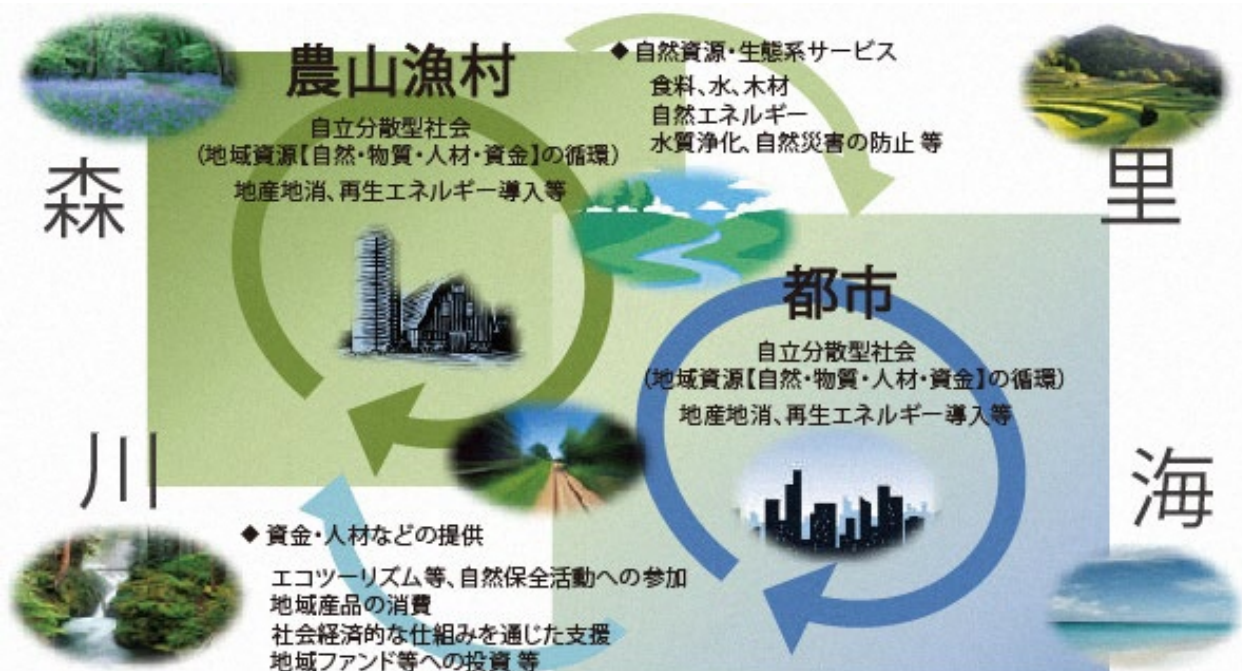 農山漁村
自立分散型社会
(地域資源【自然・物質・人材・資金】の循環)
地産地消、再生エネルギー導入等
◆ 自然資源・生態系サービス
食料、水、木材
自然エネルギー
水質浄化、自然災害の防止 等
森
里
都市
自立分散型社会
(地域資源【自然・物質・人材・資金】の循環)
地産地消、再生エネルギー導入等
川
海
◆ 資金・人材などの提供
エコツーリズム等、自然保全活動への参加
地域産品の消費
社会経済的な仕組みを通じた支援
地域ファンド等への投資 等